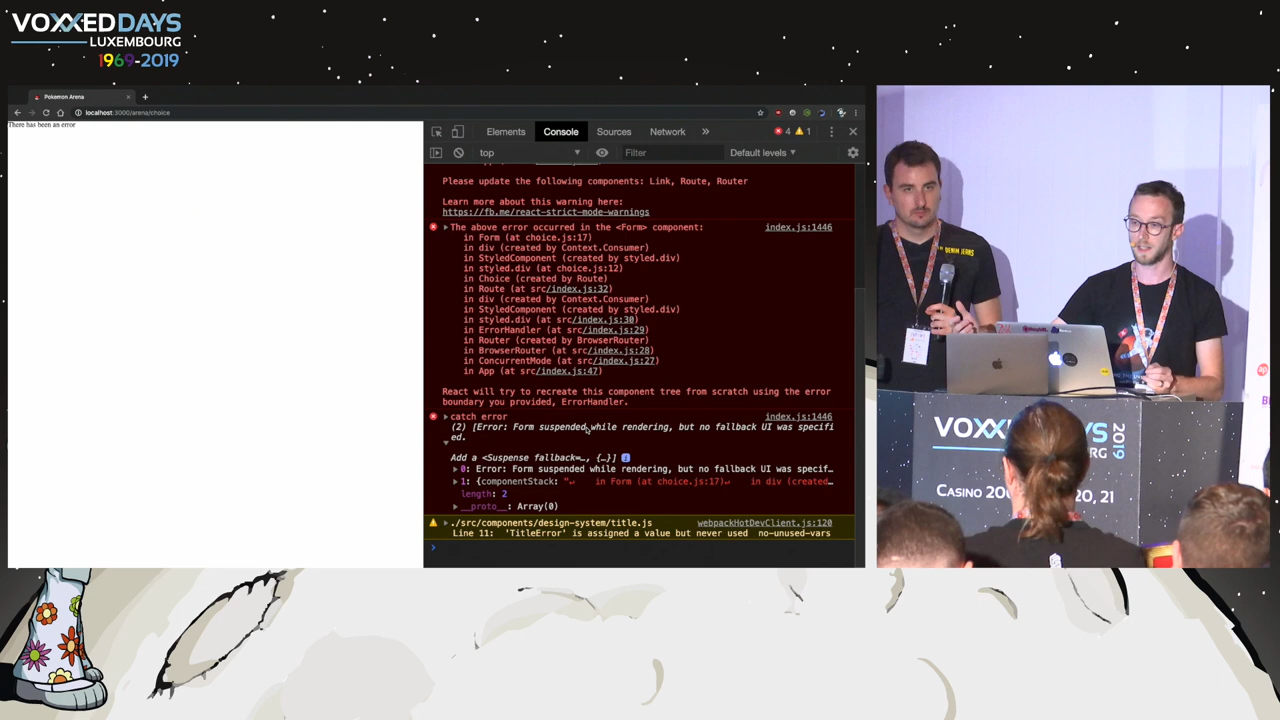 VOXXED DAYS
LUXEMBOURG
1969-2019
Pokemon Arena
localhost:3000/arena/choice
There has been an error
Elements Console Sources Network »
4 1
top Filter Default levels
Please update the following components: Link, Route, Router
Learn more about this warning here:
https://fb.me/react-strict-mode-warnings
The above error occurred in the <Form> component: index.js:1446
in Form (at choice.js:17)
in div (created by Context.Consumer)
in StyledComponent (created by styled.div)
in styled.div (at choice.js:12)
in Choice (created by Route)
in Route (at src/index.js:32)
in div (created by Context.Consumer)
in StyledComponent (created by styled.div)
in styled.div (at src/index.js:30)
in ErrorHandler (at src/index.js:29)
in Router (created by BrowserRouter)
in BrowserRouter (at src/index.js:28)
in ConcurrentMode (at src/index.js:27)
in App (at src/index.js:47)
React will try to recreate this component tree from scratch using the error
boundary you provided, ErrorHandler.
catch error index.js:1446
(2) [Error: Form suspended while rendering, but no fallback UI was specifi
ed.
Add a <Suspense fallback=…, {…}]
0: Error: Form suspended while rendering, but no fallback UI was specif…
1: {componentStack: "↵ in Form (at choice.js:17)↵ in div (created…
length: 2
__proto__: Array(0)
./src/components/design-system/title.js webpackHotDevClient.js:120
Line 11: 'TitleError' is assigned a value but never used no-unused-vars
DENIM JEANS
VOXXED DAYS
2019
20, 21